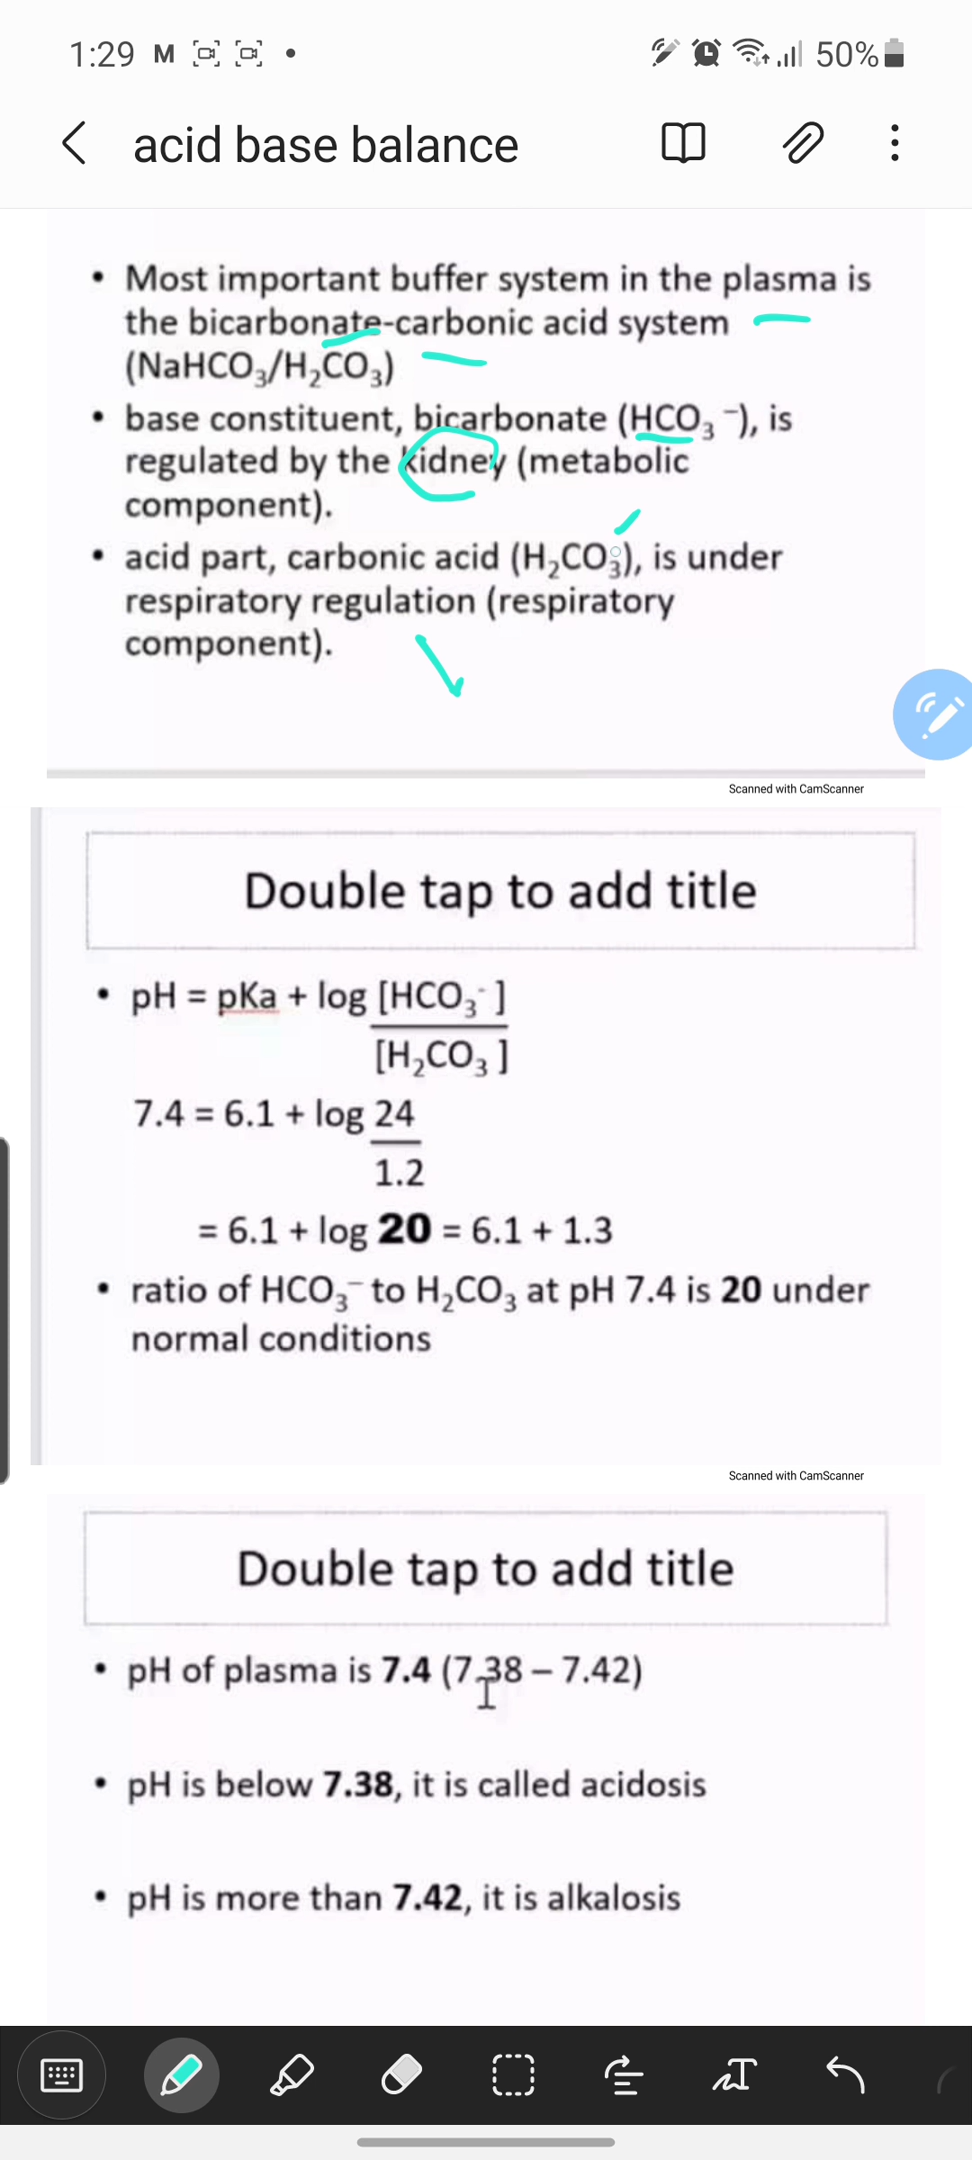 1:29 M 50%
acid base balance
• Most important buffer system in the plasma is
the bicarbonate-carbonic acid system
(NaHCO₃/H₂CO₃)
• base constituent, bicarbonate (HCO₃ ⁻), is
regulated by the kidney (metabolic
component).
• acid part, carbonic acid (H₂CO₃), is under
respiratory regulation (respiratory
component).
Scanned with CamScanner
Double tap to add title
• pH = pKa + log [HCO₃⁻ ]
[H₂CO₃ ]
7.4 = 6.1 + log 24
1.2
= 6.1 + log 20 = 6.1 + 1.3
• ratio of HCO₃⁻ to H₂CO₃ at pH 7.4 is 20 under
normal conditions
Scanned with CamScanner
Double tap to add title
• pH of plasma is 7.4 (7.38 – 7.42)
• pH is below 7.38, it is called acidosis
• pH is more than 7.42, it is alkalosis